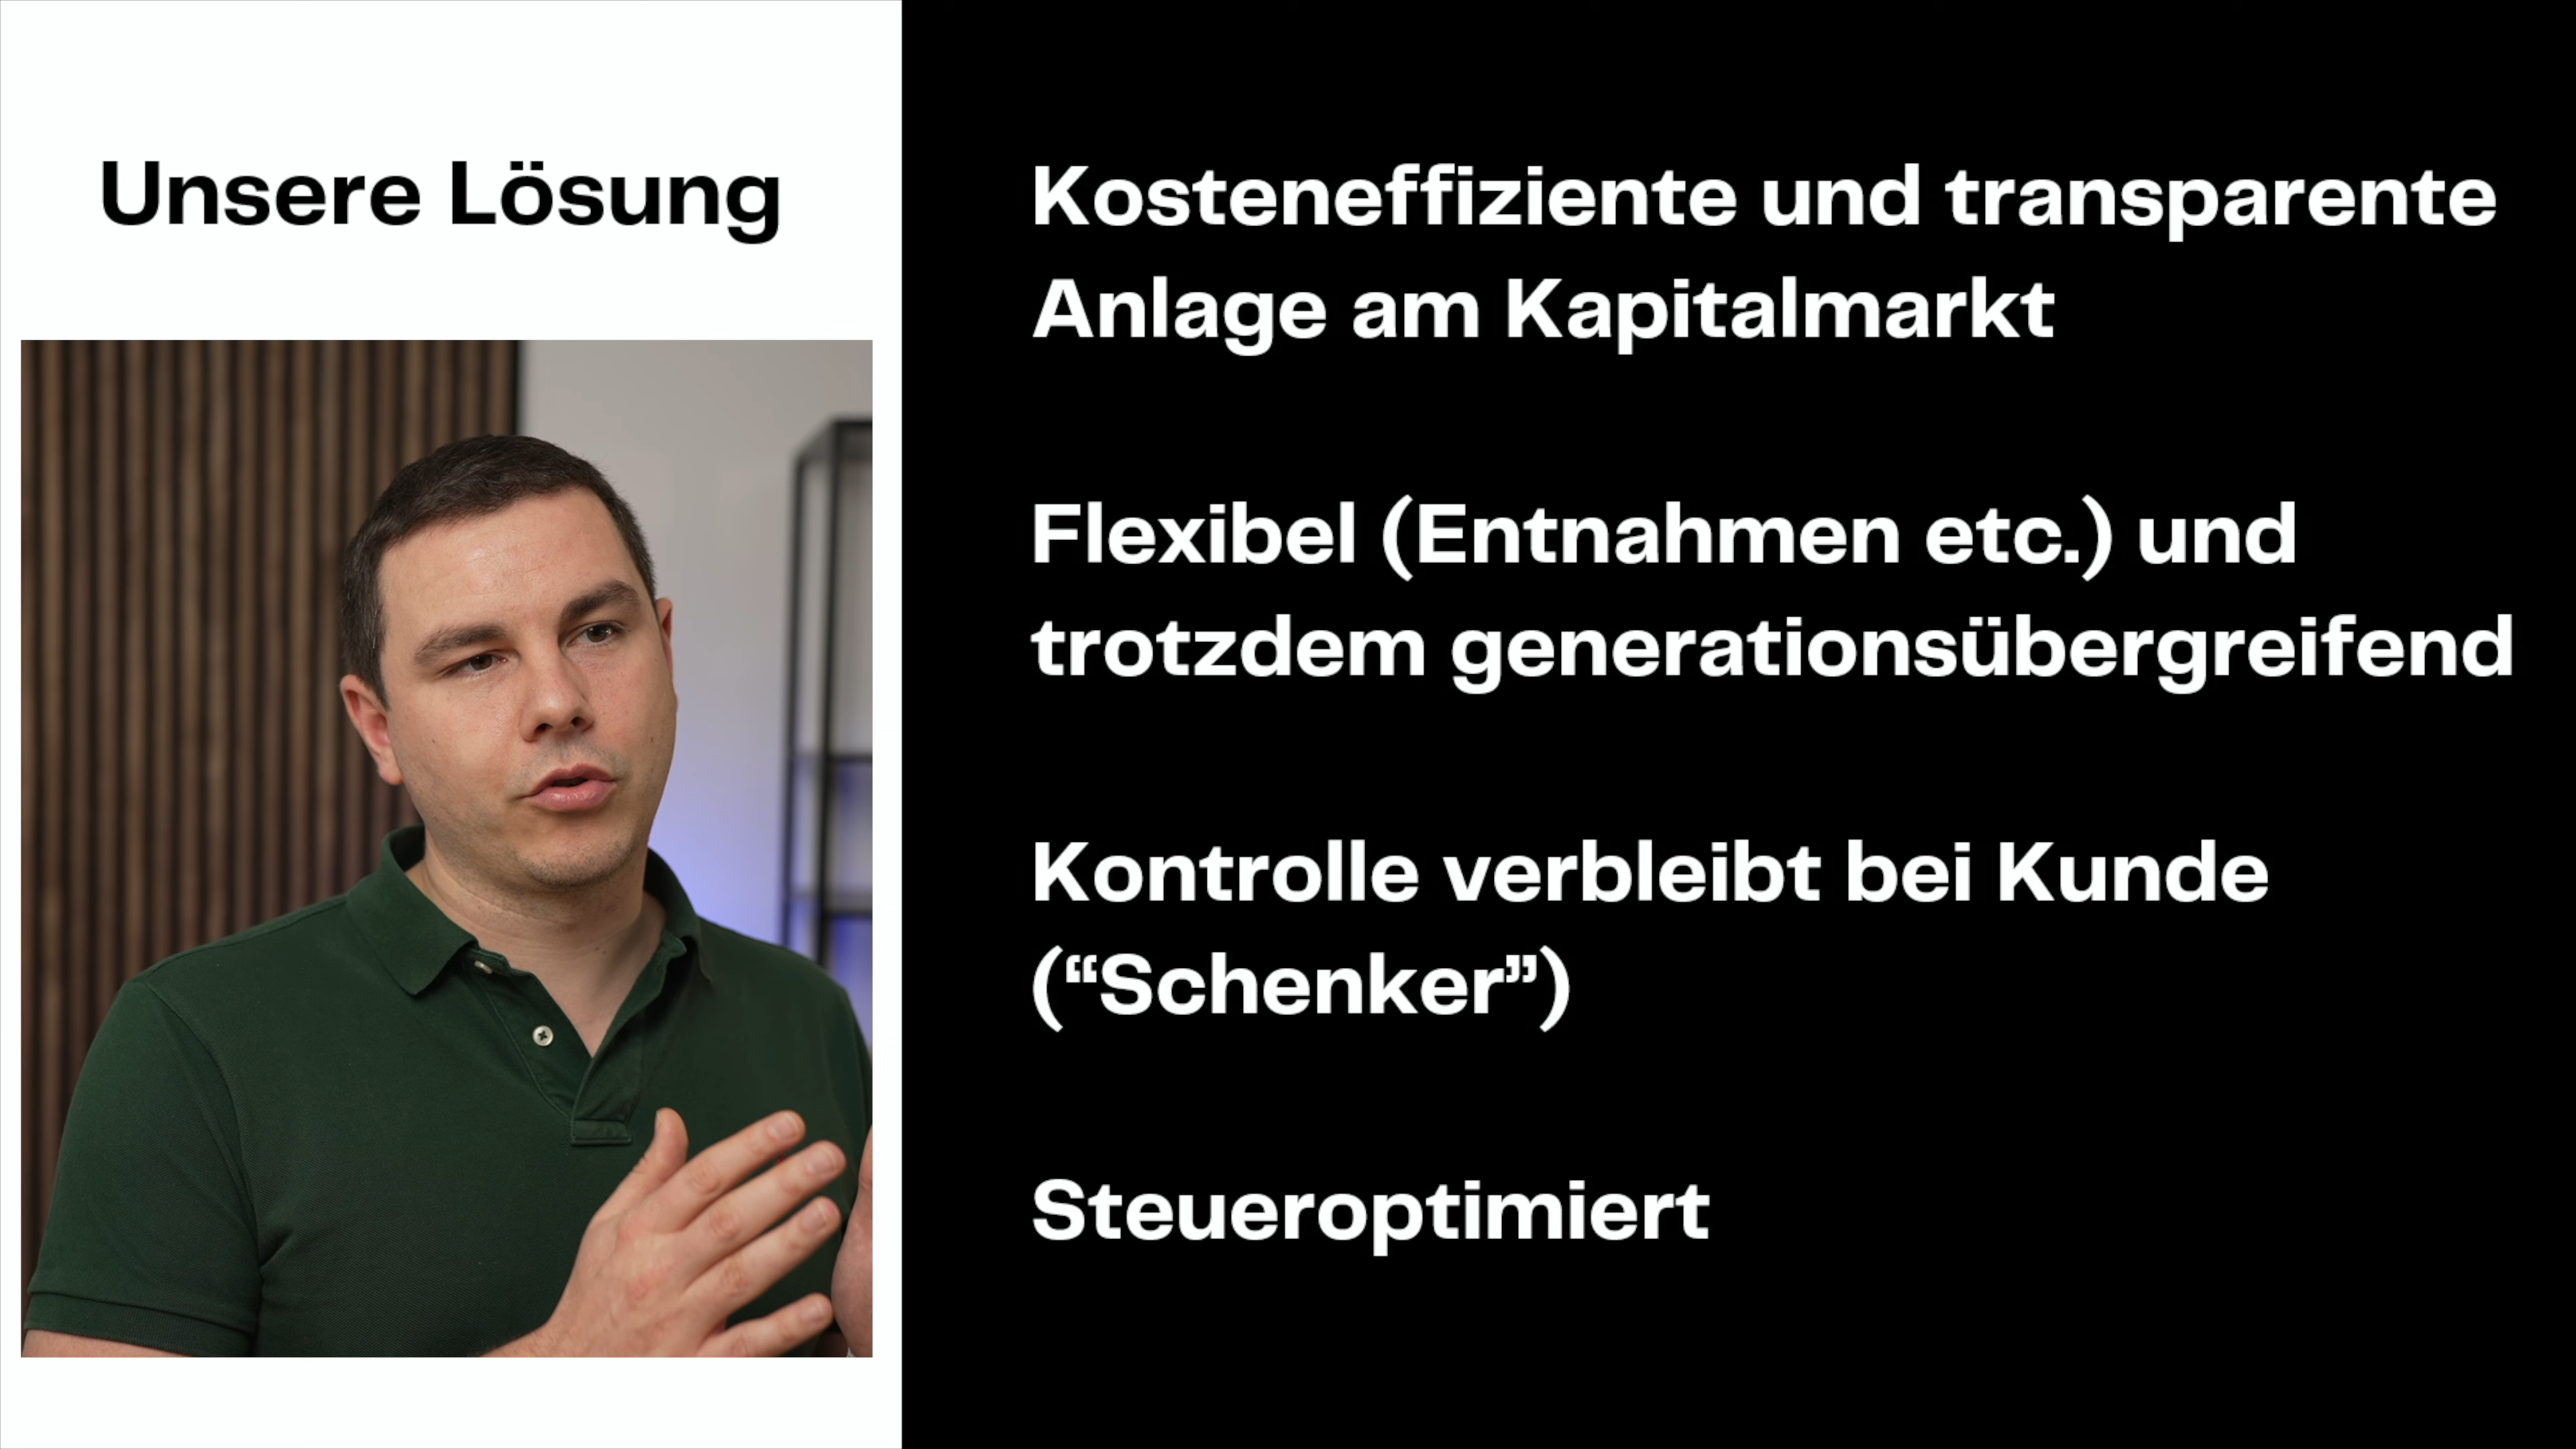 Unsere Lösung
Kosteneffiziente und transparente
Anlage am Kapitalmarkt
Flexibel (Entnahmen etc.) und
trotzdem generationsübergreifend
Kontrolle verbleibt bei Kunde
(“Schenker”)
Steueroptimiert